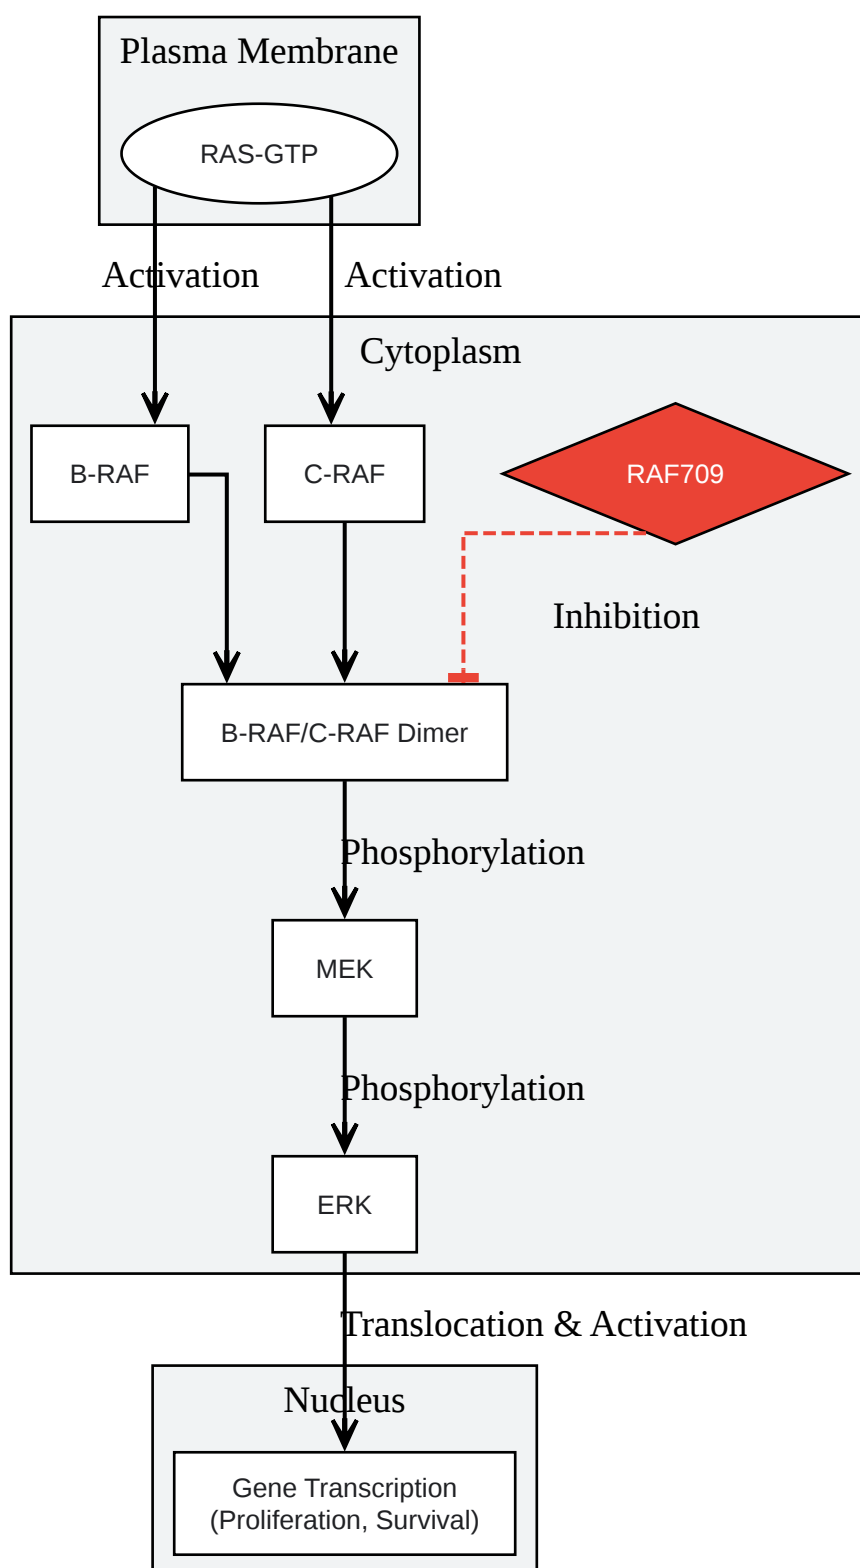 Plasma Membrane
RAS-GTP
Activation
Activation
Cytoplasm
B-RAF
C-RAF
RAF709
Inhibition
B-RAF/C-RAF Dimer
Phosphorylation
MEK
Phosphorylation
ERK
Translocation & Activation
Nucleus
Gene Transcription
(Proliferation, Survival)